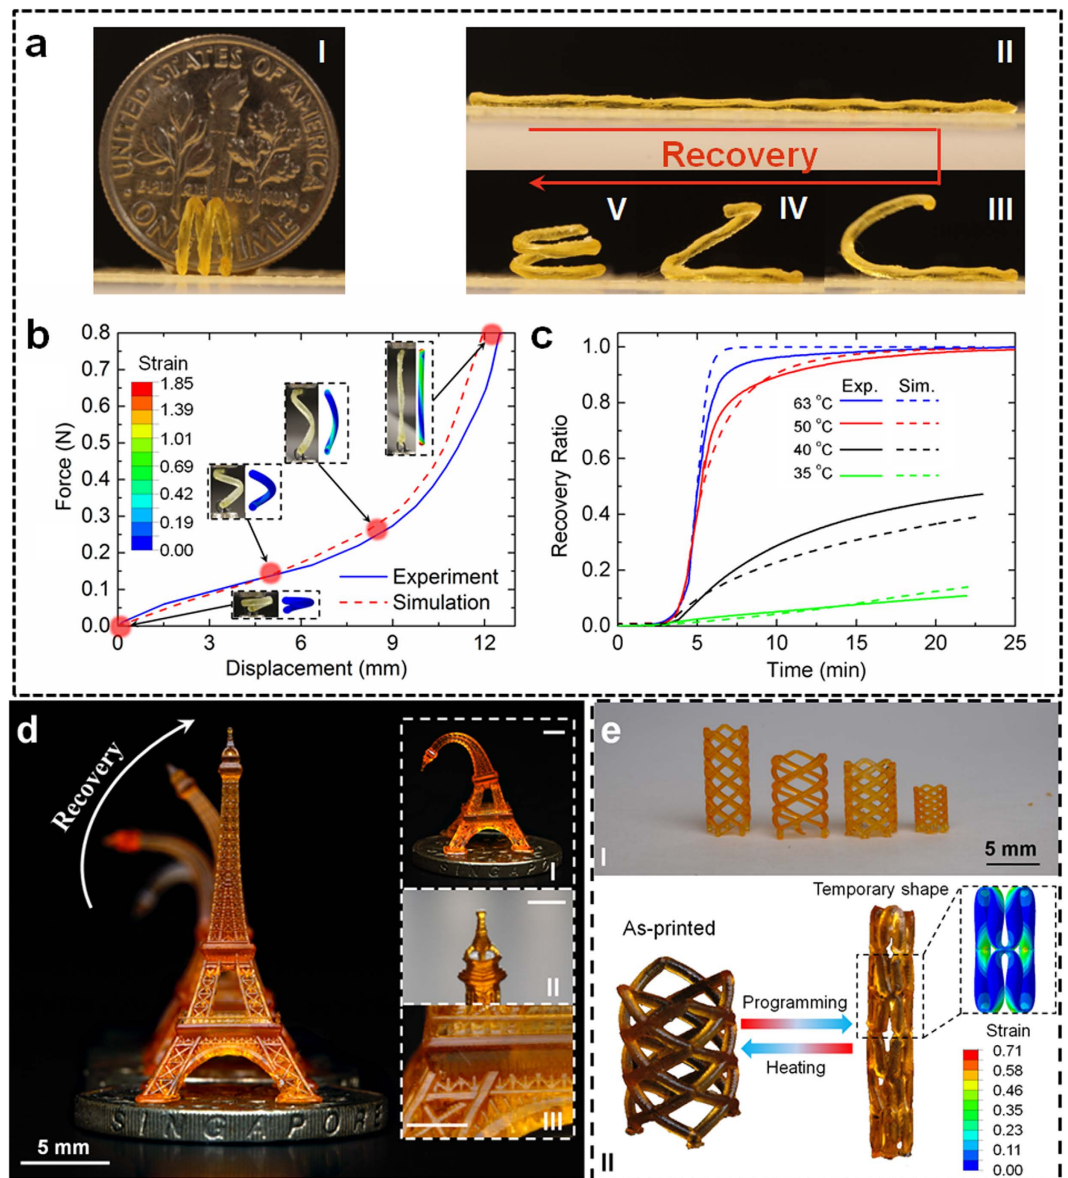 a
I
UNITED STATES OF AMERICA
ONE DIME
II
Recovery
V
IV
III
b
Strain
1.85
1.39
1.01
0.69
0.42
0.19
0.00
Force (N)
0.8
0.7
0.6
0.5
0.4
0.3
0.2
0.1
0.0
Experiment
Simulation
0
3
6
9
12
Displacement (mm)
c
Recovery Ratio
1.0
0.8
0.6
0.4
0.2
0.0
Exp. Sim.
63 °C
50 °C
40 °C
35 °C
0
5
10
15
20
25
Time (min)
d
Recovery
SINGAPORE
5 mm
I
SINGAPOR
II
III
e
I
5 mm
Temporary shape
As-printed
Programming
Heating
Strain
0.71
0.58
0.46
0.35
0.23
0.11
0.00
II